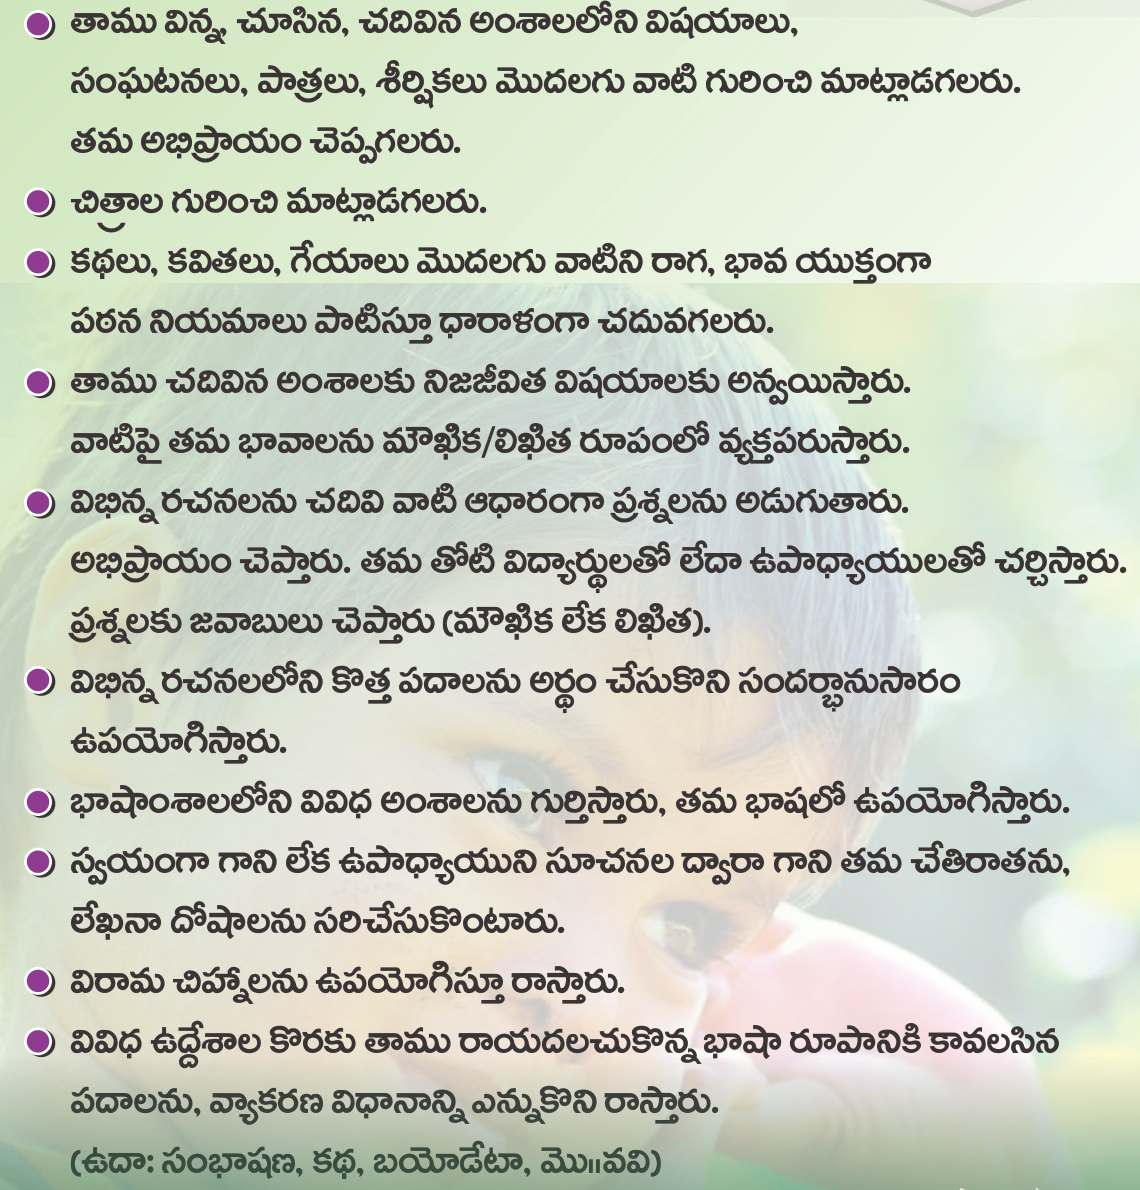 తాము విన్న, చూసిన, చదివిన అంశాలలోని విషయాలు,
సంఘటనలు, పాత్రలు, శీర్షికలు మొదలగు వాటి గురించి మాట్లాడగలరు.
తమ అభిప్రాయం చెప్పగలరు.
చిత్రాల గురించి మాట్లాడగలరు.
కథలు, కవితలు, గేయాలు మొదలగు వాటిని రాగ, భావ యుక్తంగా
పఠన నియమాలు పాటిస్తూ ధారాళంగా చదువగలరు.
తాము చదివిన అంశాలకు నిజజీవిత విషయాలకు అన్వయిస్తారు.
వాటిపై తమ భావాలను మౌఖిక/లిఖిత రూపంలో వ్యక్తపరుస్తారు.
విభిన్న రచనలను చదివి వాటి ఆధారంగా ప్రశ్నలను అడుగుతారు.
అభిప్రాయం చెప్తారు. తమ తోటి విద్యార్థులతో లేదా ఉపాధ్యాయులతో చర్చిస్తారు.
ప్రశ్నలకు జవాబులు చెప్తారు (మౌఖిక లేక లిఖిత).
విభిన్న రచనలలోని కొత్త పదాలను అర్థం చేసుకొని సందర్భానుసారం
ఉపయోగిస్తారు.
భాషాంశాలలోని వివిధ అంశాలను గుర్తిస్తారు, తమ భాషలో ఉపయోగిస్తారు.
స్వయంగా గాని లేక ఉపాధ్యాయుని సూచనల ద్వారా గాని తమ చేతిరాతను,
లేఖనా దోషాలను సరిచేసుకొంటారు.
విరామ చిహ్నాలను ఉపయోగిస్తూ రాస్తారు.
వివిధ ఉద్దేశాల కొరకు తాము రాయదలచుకొన్న భాషా రూపానికి కావలసిన
పదాలను, వ్యాకరణ విధానాన్ని ఎన్నుకొని రాస్తారు.
(ఉదా: సంభాషణ, కథ, బయోడేటా, మొ॥వవి)